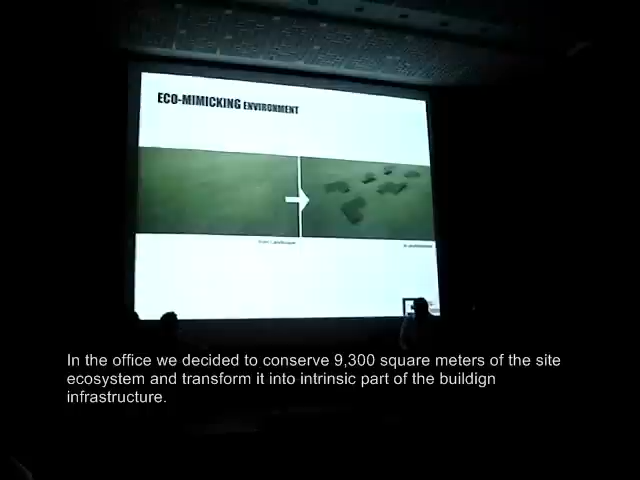 ECO-MIMICKING ENVIRONMENT
In the office we decided to conserve 9,300 square meters of the site
ecosystem and transform it into intrinsic part of the buildign
infrastructure.